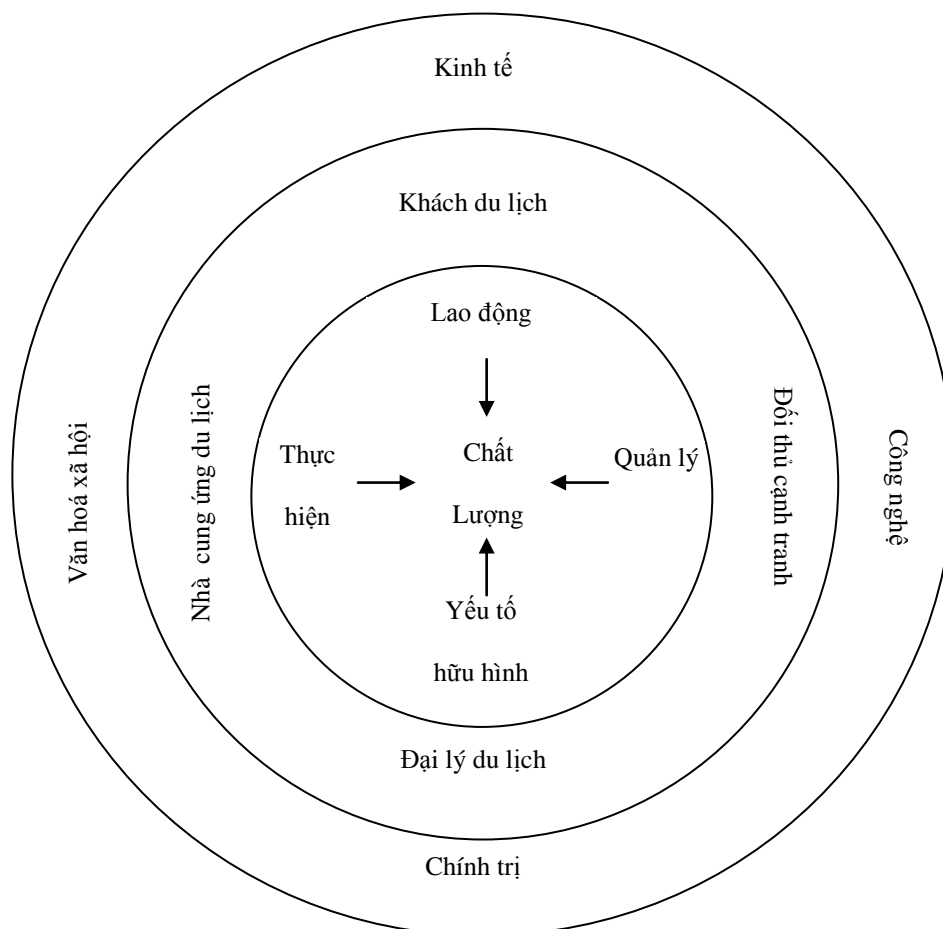 Kinh tế
Khách du lịch
Lao động
Văn hoá xã hội
Nhà cung ứng du lịch
Thực
hiện
Chất
Lượng
Quản lý
Đối thủ cạnh tranh
Công nghệ
Yếu tố
hữu hình
Đại lý du lịch
Chính trị